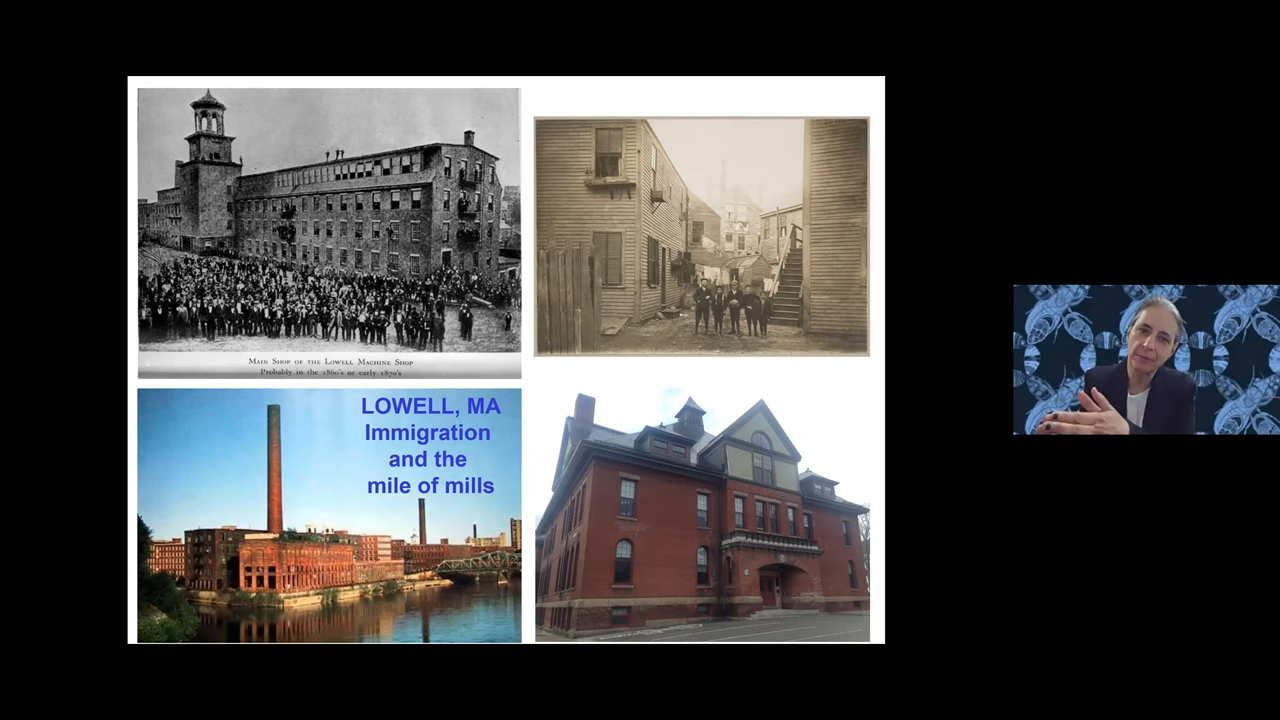 MAIN SHOP OF THE LOWELL MACHINE SHOP
Probably in the 1860's or early 1870's
LOWELL, MA
Immigration
and the
mile of mills